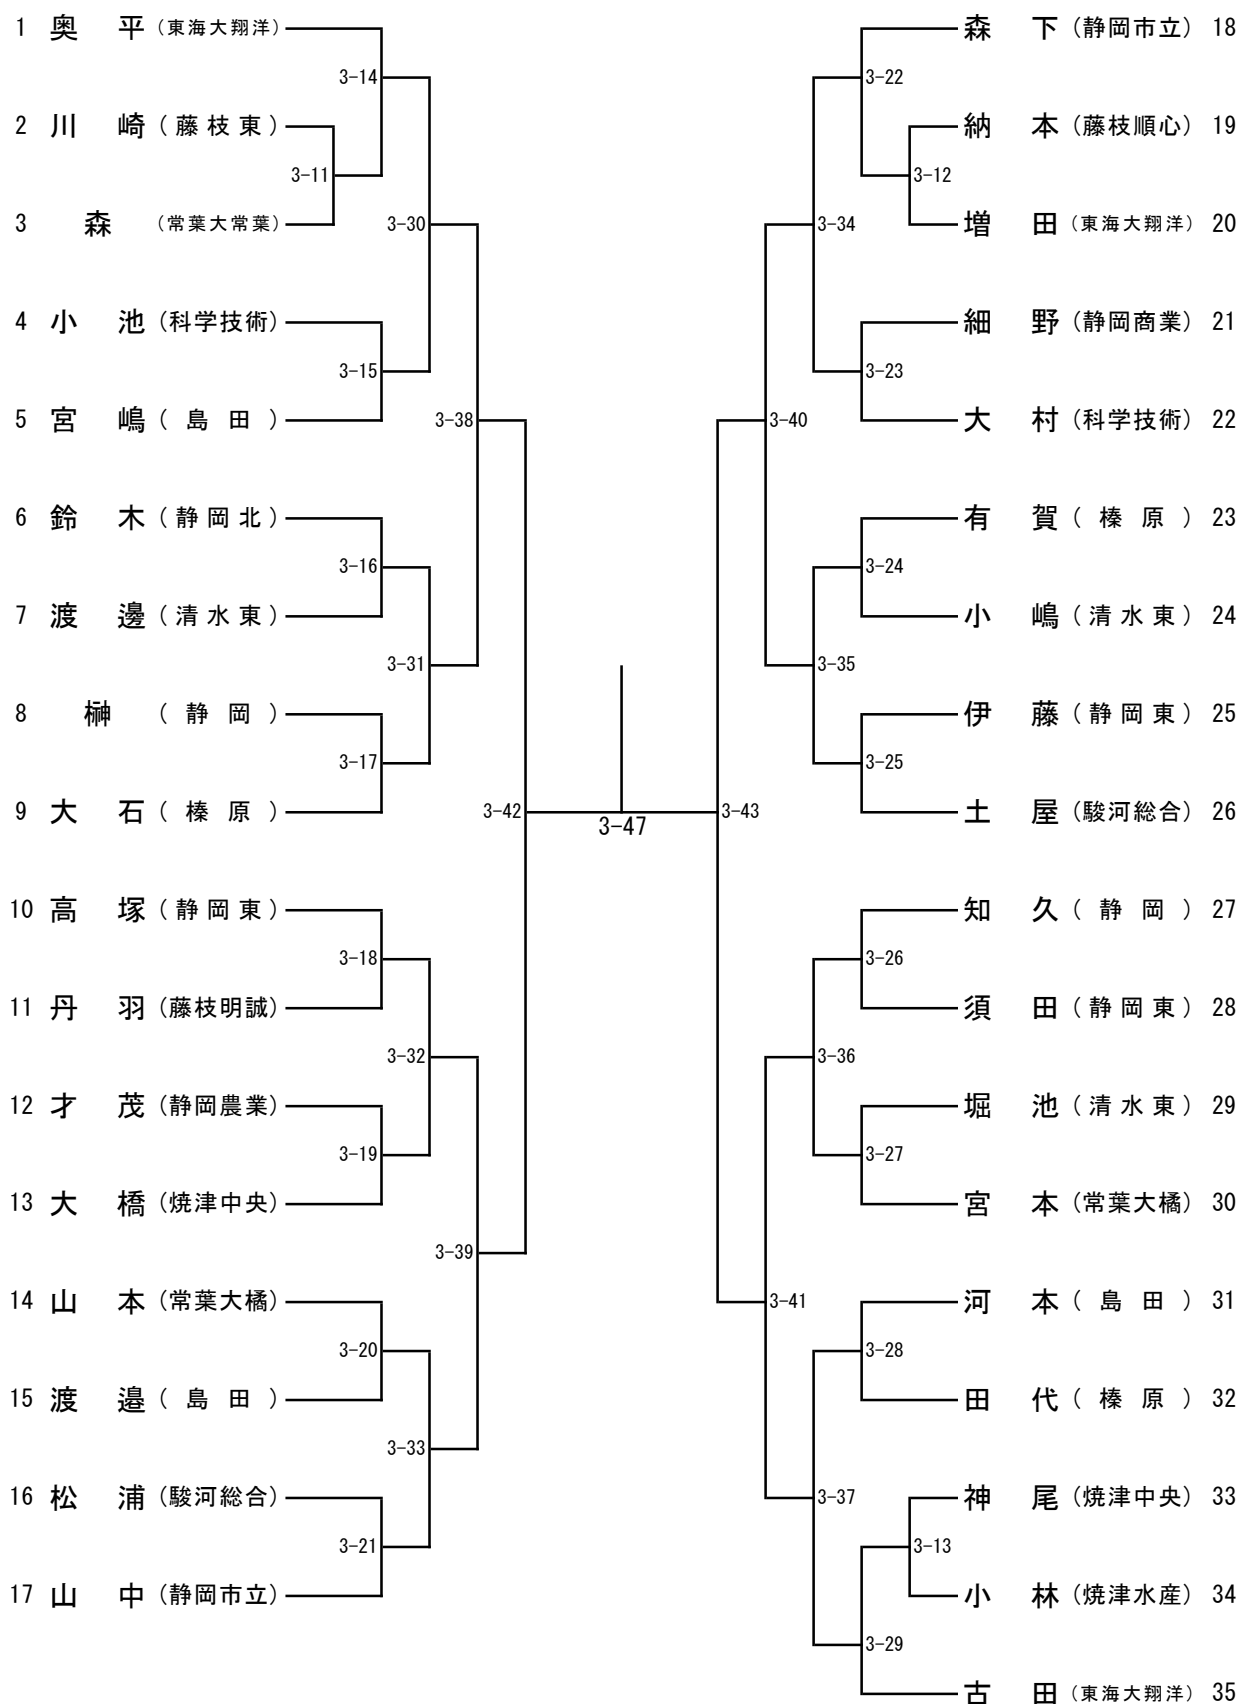 1 奥平 (東海大翔洋)
3-14
2 川崎 (藤枝東)
3-11
3 森 (常葉大常葉)
3-30
4 小池 (科学技術)
3-15
5 宮嶋 (島田)
3-38
6 鈴木 (静岡北)
3-16
7 渡邊 (清水東)
3-31
8 榊 (静岡)
3-17
9 大石 (榛原)
3-42
10 高塚 (静岡東)
3-18
11 丹羽 (藤枝明誠)
3-32
12 才茂 (静岡農業)
3-19
13 大橋 (焼津中央)
3-39
14 山本 (常葉大橘)
3-20
15 渡邉 (島田)
3-33
16 松浦 (駿河総合)
3-21
17 山中 (静岡市立)
3-47
森下 (静岡市立) 18
3-22
納本 (藤枝順心) 19
3-12
増田 (東海大翔洋) 20
3-34
細野 (静岡商業) 21
3-23
大村 (科学技術) 22
3-40
有賀 (榛原) 23
3-24
小嶋 (清水東) 24
3-35
伊藤 (静岡東) 25
3-25
土屋 (駿河総合) 26
3-43
知久 (静岡) 27
3-26
須田 (静岡東) 28
3-36
堀池 (清水東) 29
3-27
宮本 (常葉大橘) 30
3-41
河本 (島田) 31
3-28
田代 (榛原) 32
3-37
神尾 (焼津中央) 33
3-13
小林 (焼津水産) 34
3-29
古田 (東海大翔洋) 35